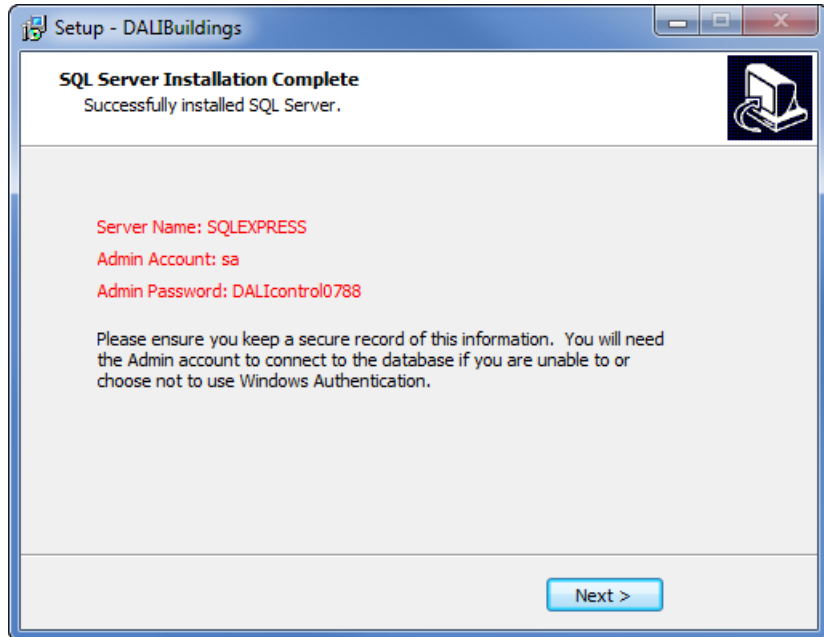 Setup - DALIBuildings
SQL Server Installation Complete
Successfully installed SQL Server.
Server Name: SQLEXPRESS
Admin Account: sa
Admin Password: DALIcontrol0788
Please ensure you keep a secure record of this information. You will need
the Admin account to connect to the database if you are unable to or
choose not to use Windows Authentication.
Next >